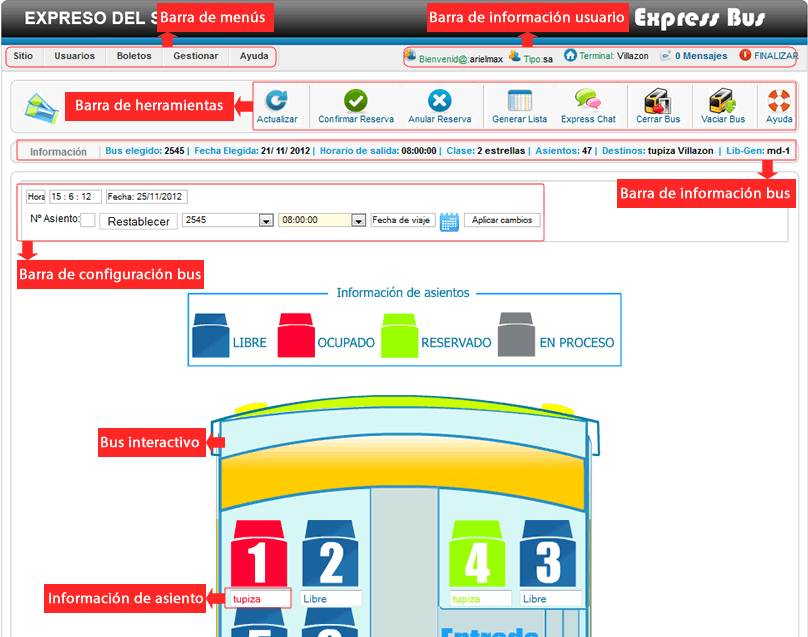 EXPRESO DEL S
Barra de menús
Barra de información usuario
Express Bus
Sitio Usuarios Boletos Gestionar Ayuda
Bienvenid@:arielmax Tipo:sa Terminal: Villazon 0 Mensajes FINALIZAR
Barra de herramientas
Actualizar Confirmar Reserva Anular Reserva Generar Lista Express Chat Cerrar Bus Vaciar Bus Ayuda
Información Bus elegido: 2545 | Fecha Elegida: 21/ 11/ 2012 | Horario de salida: 08:00:00 | Clase: 2 estrellas | Asientos: 47 | Destinos: tupiza Villazon | Lib-Gen: md-1
Barra de información bus
Hora 15 : 6 : 12 Fecha: 25/11/2012
Nº Asiento: Restablecer 2545 08:00:00 Fecha de viaje Aplicar cambios
Barra de configuración bus
Información de asientos
LIBRE OCUPADO RESERVADO EN PROCESO
Bus interactivo
1 2 4 3
Información de asiento
tupiza Libre tupiza Libre
Entrada